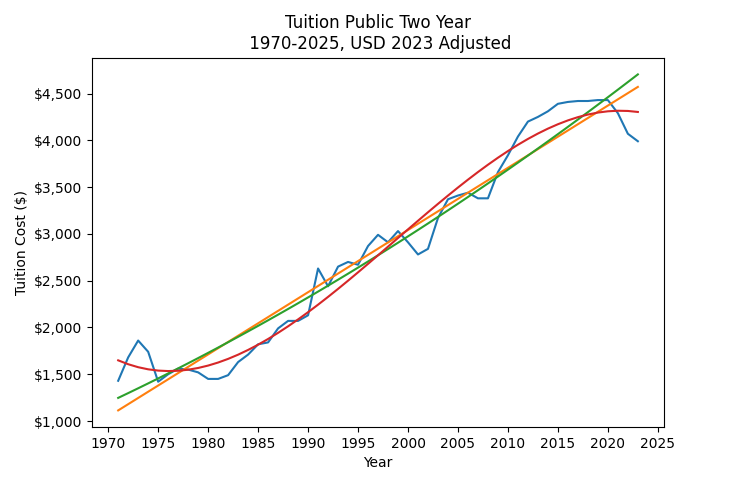 Tuition Public Two Year
1970-2025, USD 2023 Adjusted
Tuition Cost ($)
$4,500
$4,000
$3,500
$3,000
$2,500
$2,000
$1,500
$1,000
1970 1975 1980 1985 1990 1995 2000 2005 2010 2015 2020 2025
Year